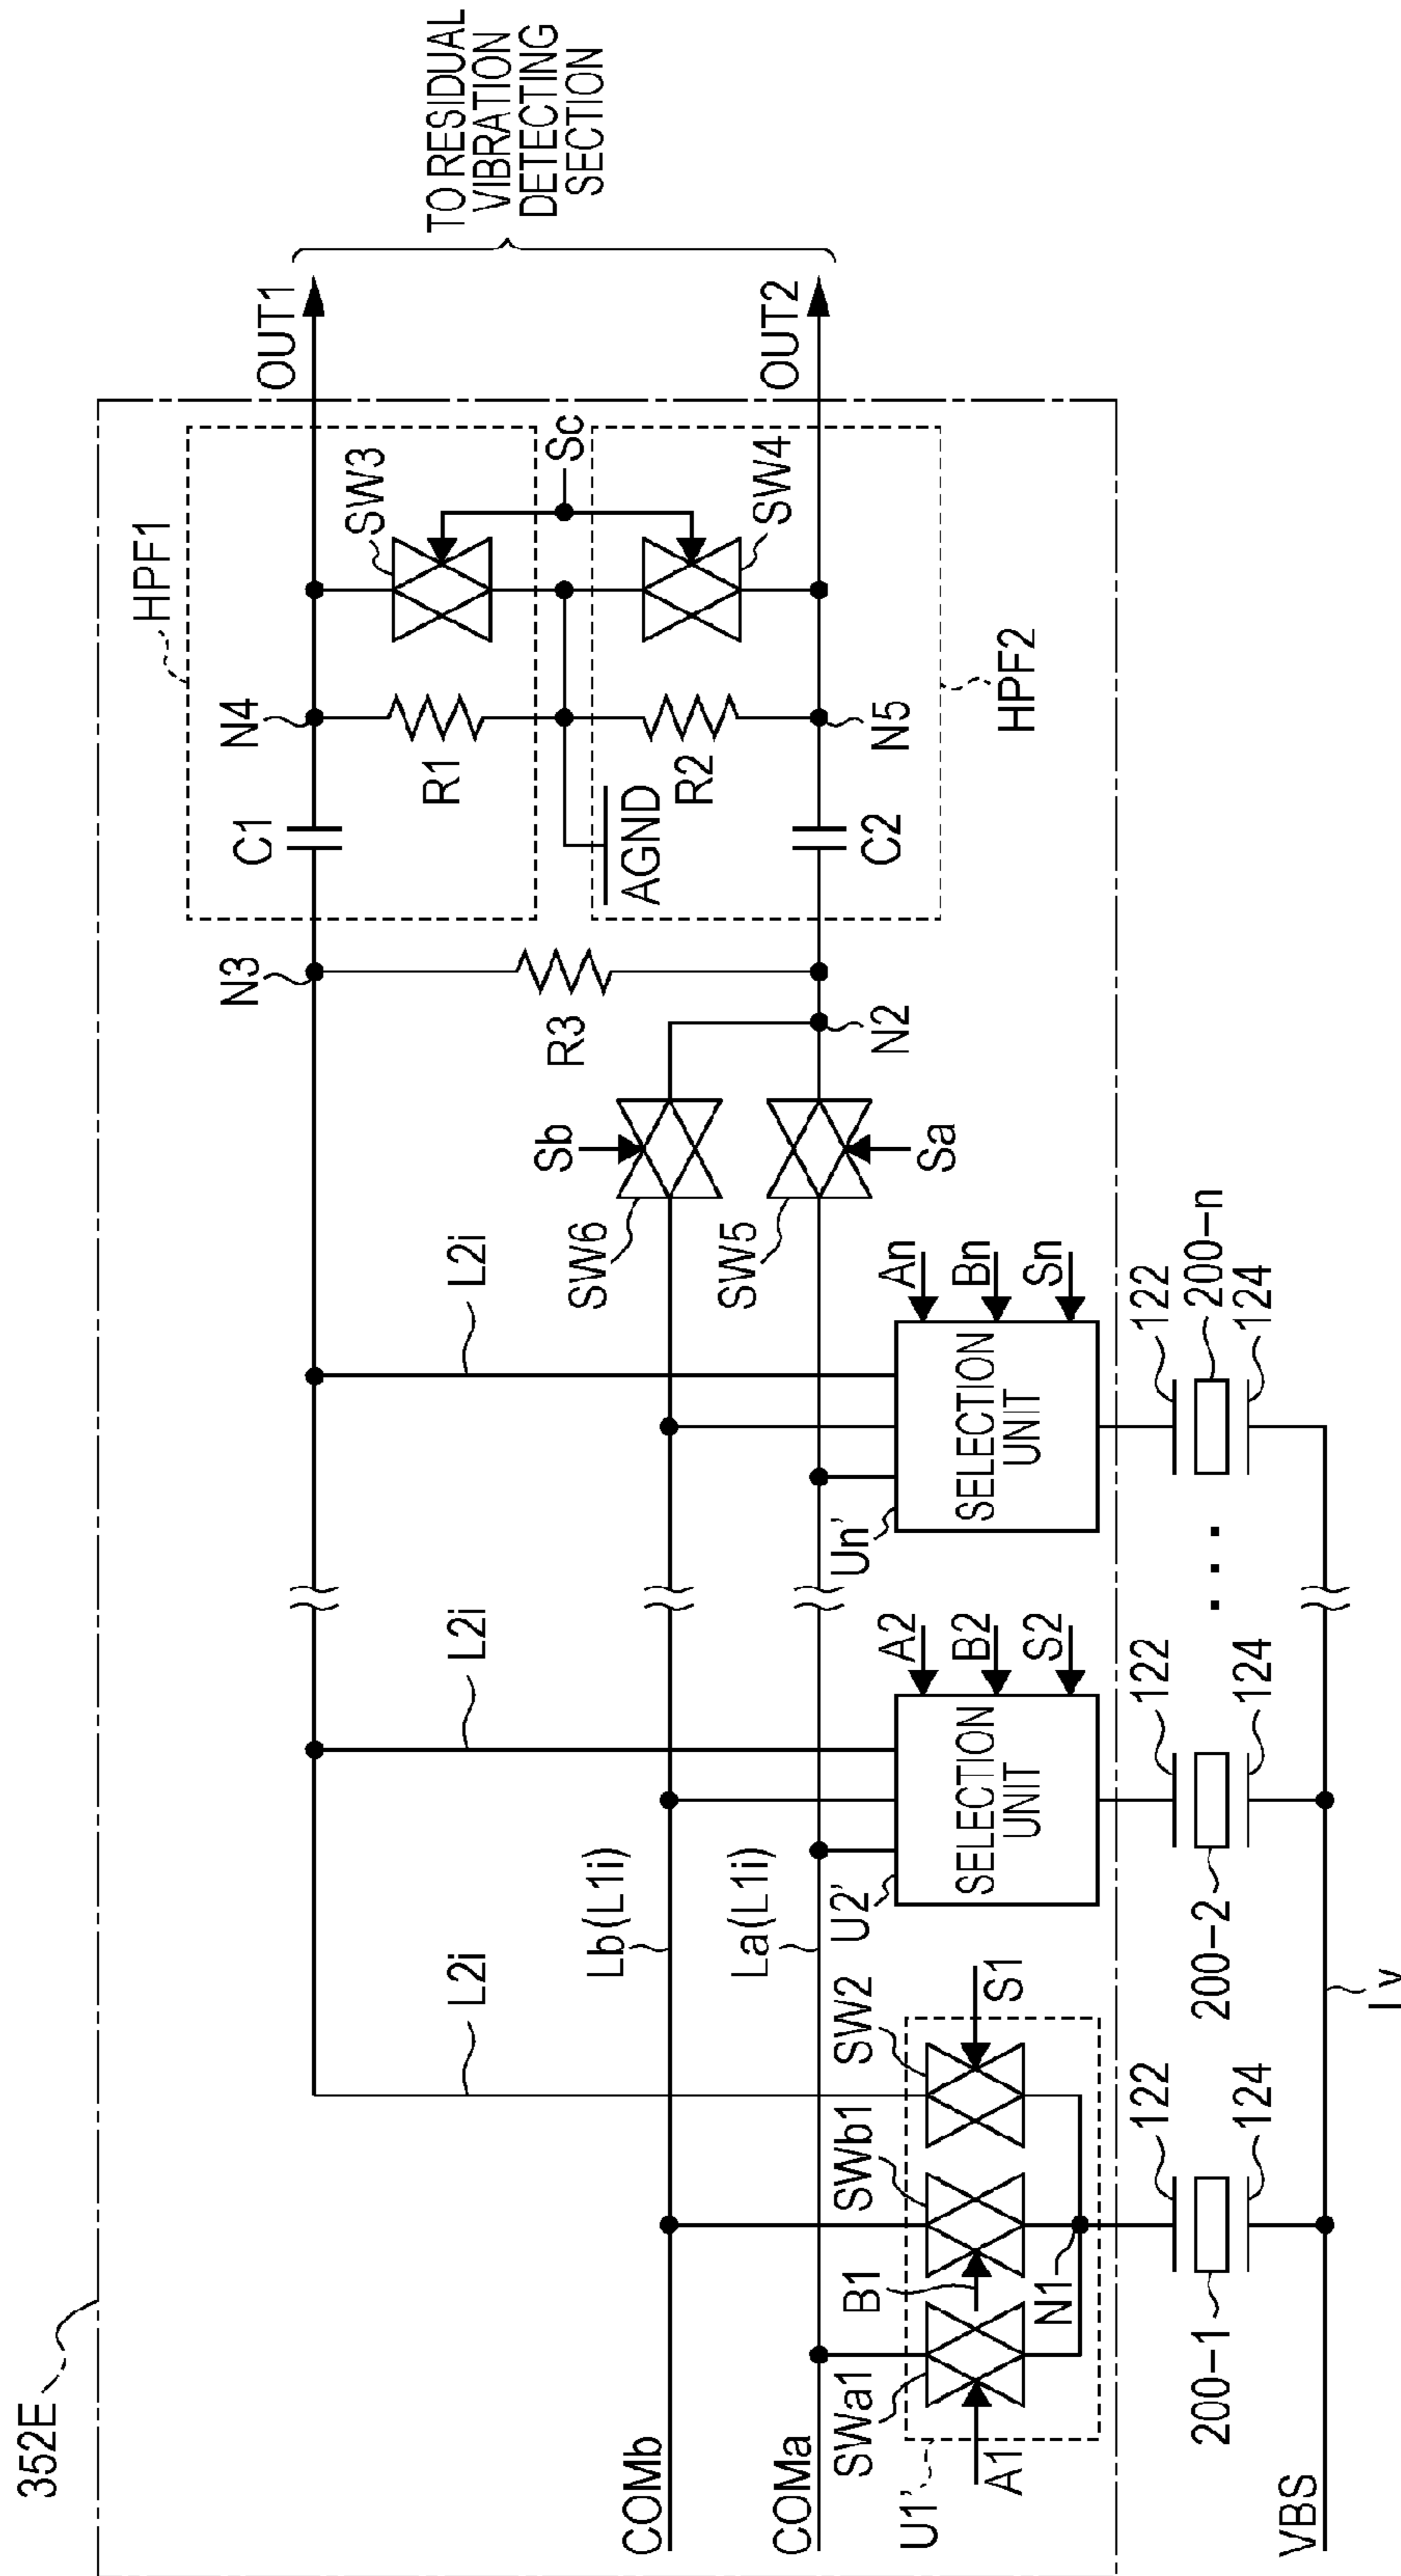 352E
HPF1
OUT1
TO RESIDUAL
VIBRATION
DETECTING
SECTION
N3
C1
N4
SW3
R1
Sc
L2i
L2i
L2i
R3
AGND
Sb
SW6
R2
SW4
COMb
Lb(L1i)
COMa
La(L1i)
SW5
Sa
N2
C2
N5
OUT2
HPF2
SWa1
SWb1
SW2
A1
B1
S1
U1'
N1
U2'
SELECTION
UNIT
A2
B2
S2
Un'
SELECTION
UNIT
An
Bn
Sn
122
122
122
200-1
200-2
200-n
124
124
124
VBS
Lv